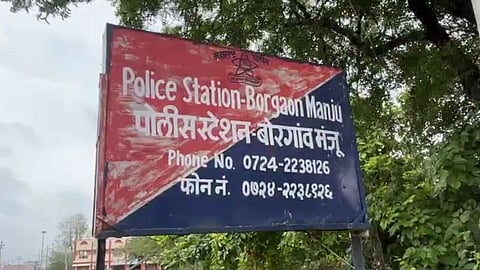 Police Station-Borgaon Manju
पोलीस स्टेशन-बोरगांव मंजू
Phone No. 0724-2238126
फोन नं. ०७२४-२२३८१२६